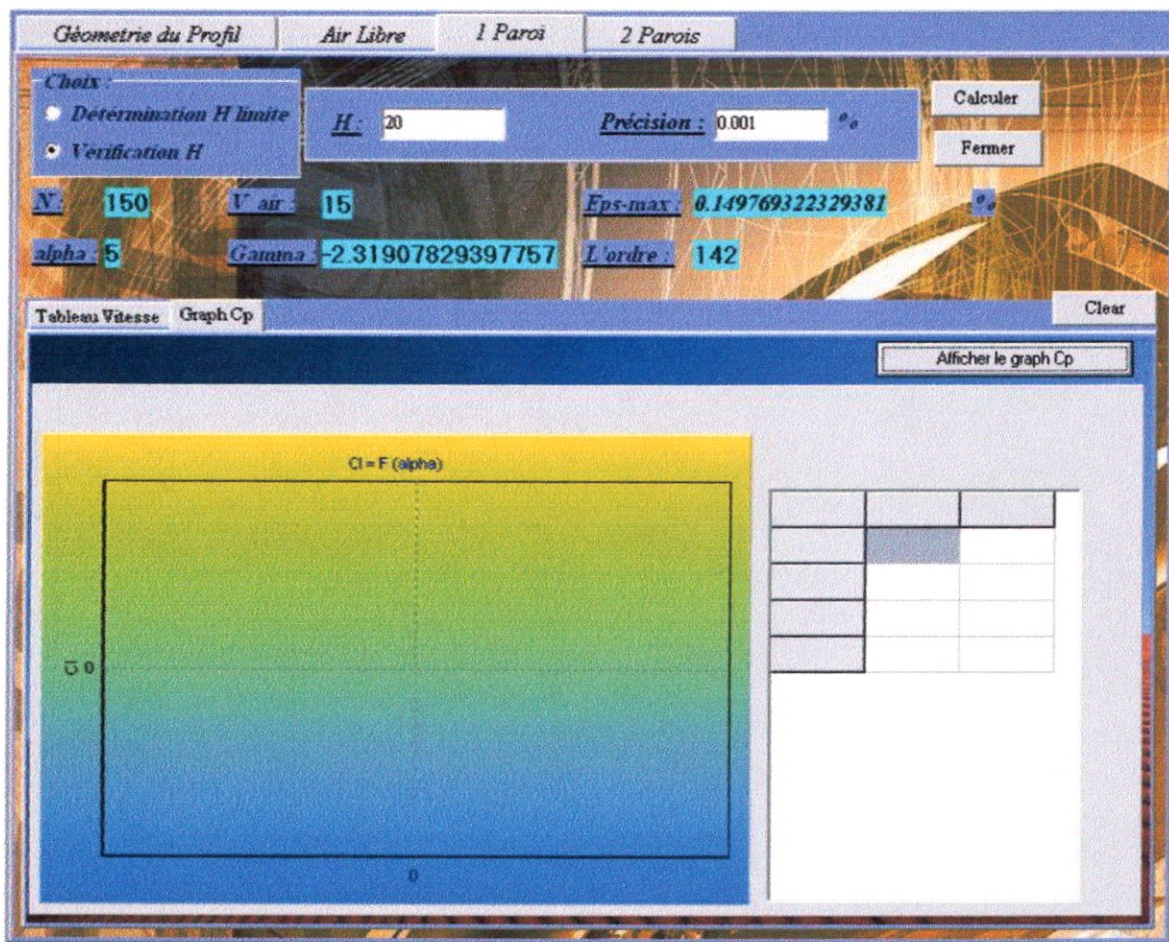 Géometrie du Profil Air Libre 1 Paroi 2 Parois
Choix :
Détérmination H limite
Vérification H
H : 20 Précision : 0.001 %
Calculer
Fermer
N : 150 V air : 15 Eps-max : 0.149769322329381 %
alpha : 5 Gamma : -2.31907829397757 L'ordre : 142
Clear
Tableau Vitesse Graph Cp
Afficher le graph Cp
Cl = F (alpha)
Cl 0
0